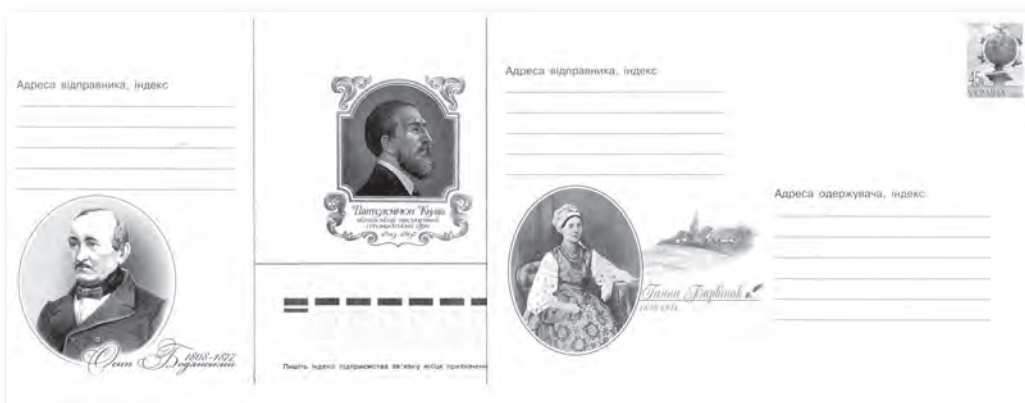 Адреса відправника, індекс
Осип Бодянський
1808-1877
Пантелеймон Куліш
Пишіть індекс підприємства зв'язку місця призначення
Адреса відправника, індекс
Ганна Барвінок
45к
УКРАЇНА
Адреса одержувача, індекс